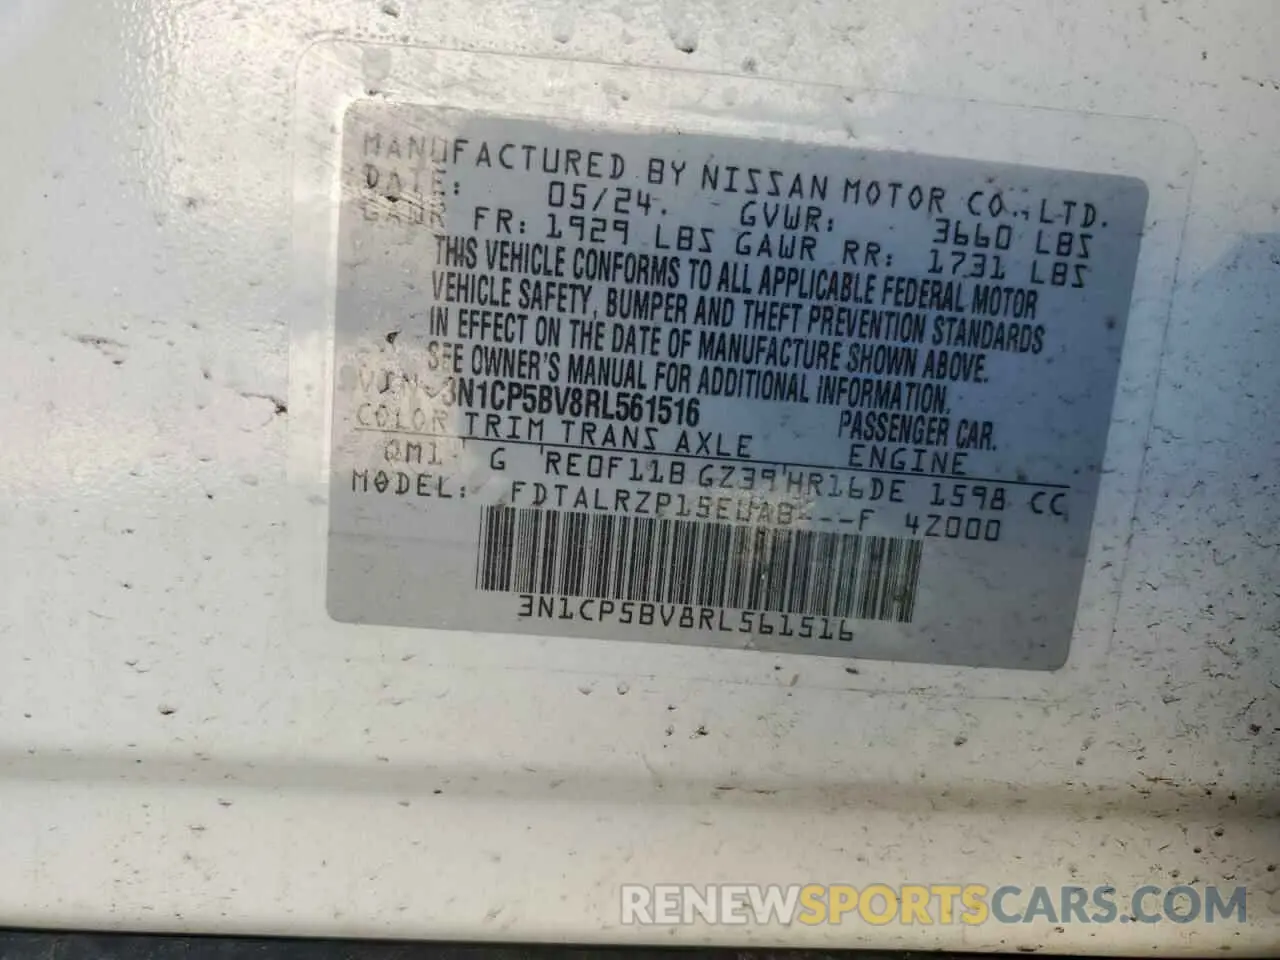 MANUFACTURED BY NISSAN MOTOR CO., LTD.
DATE: 05/24. GVWR: 3660 LBS
GAWR FR: 1929 LBS GAWR RR: 1731 LBS
THIS VEHICLE CONFORMS TO ALL APPLICABLE FEDERAL MOTOR
VEHICLE SAFETY, BUMPER AND THEFT PREVENTION STANDARDS
IN EFFECT ON THE DATE OF MANUFACTURE SHOWN ABOVE.
SEE OWNER'S MANUAL FOR ADDITIONAL INFORMATION.
VIN 3N1CP5BV8RL561516 PASSENGER CAR.
COLOR TRIM TRANS AXLE ENGINE
QM1 G RE0F11B GZ39 HR16DE 1598 CC
MODEL: 4Z000
3N1CP5BV8RL561516
RENEWSPORTSCARS.COM